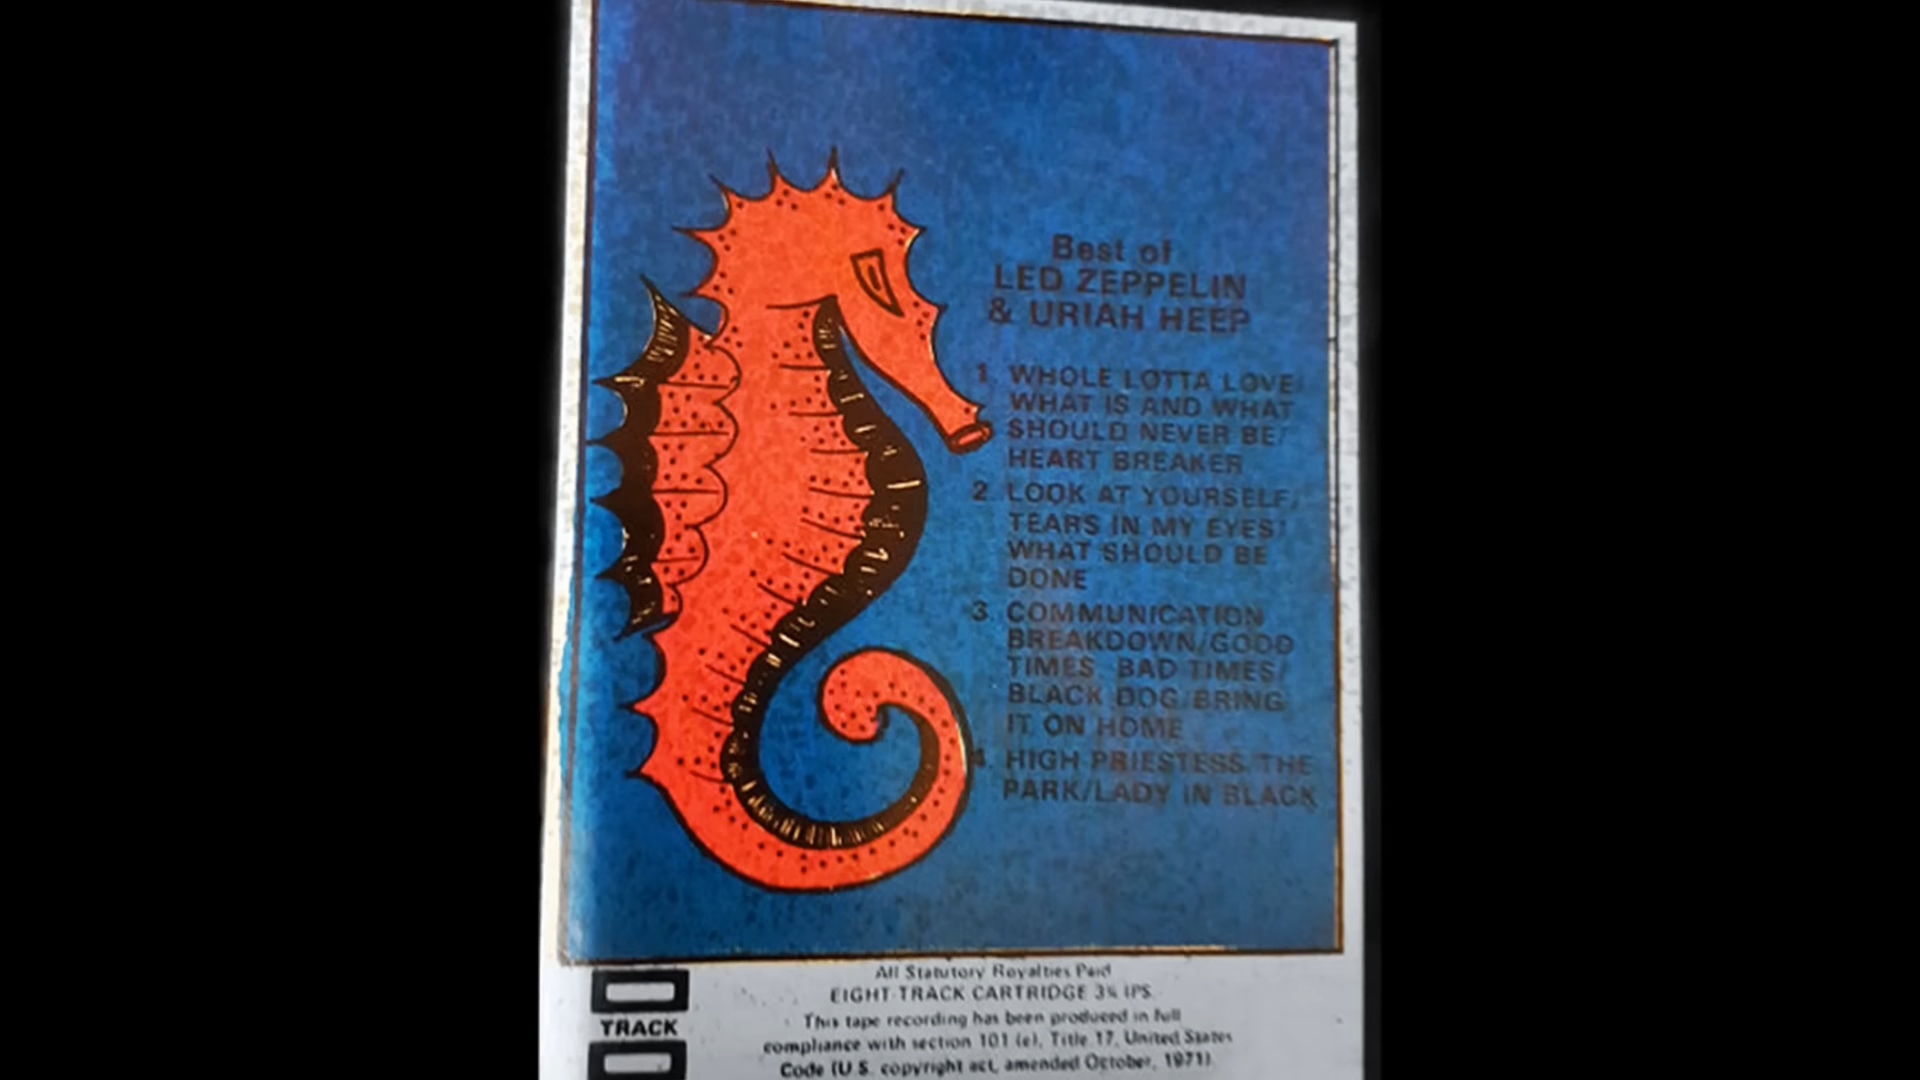 Best of
LED ZEPPELIN
& URIAH HEEP
1. WHOLE LOTTA LOVE/
WHAT IS AND WHAT
SHOULD NEVER BE/
HEART BREAKER
2. LOOK AT YOURSELF/
TEARS IN MY EYES/
WHAT SHOULD BE
DONE
3. COMMUNICATION
BREAKDOWN/GOOD
TIMES, BAD TIMES/
BLACK DOG/BRING
IT ON HOME
4. HIGH PRIESTESS/THE
PARK/LADY IN BLACK
All Statutory Royalties Paid
EIGHT TRACK CARTRIDGE 3¾ IPS.
TRACK
This tape recording has been produced in full
compliance with section 101 (e), Title 17, United States
Code (U.S. copyright act, amended October, 1971)